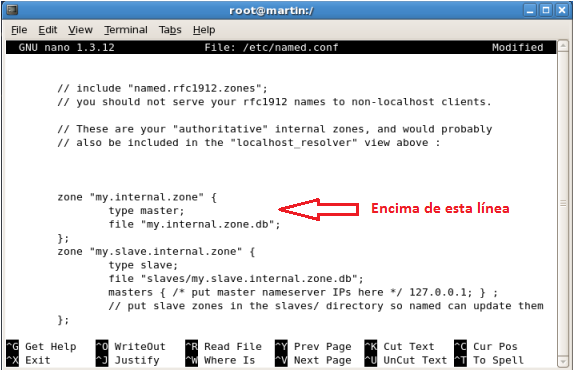 root@martin:/
File Edit View Terminal Tabs Help
GNU nano 1.3.12 File: /etc/named.conf Modified
// include "named.rfc1912.zones";
// you should not serve your rfc1912 names to non-localhost clients.
// These are your "authoritative" internal zones, and would probably
// also be included in the "localhost_resolver" view above :
zone "my.internal.zone" {
type master;
Encima de esta línea
file "my.internal.zone.db";
};
zone "my.slave.internal.zone" {
type slave;
file "slaves/my.slave.internal.zone.db";
masters { /* put master nameserver IPs here */ 127.0.0.1; } ;
// put slave zones in the slaves/ directory so named can update them
};
^G Get Help ^O WriteOut ^R Read File ^Y Prev Page ^K Cut Text ^C Cur Pos
^X Exit ^J Justify ^W Where Is ^V Next Page ^U UnCut Text ^T To Spell